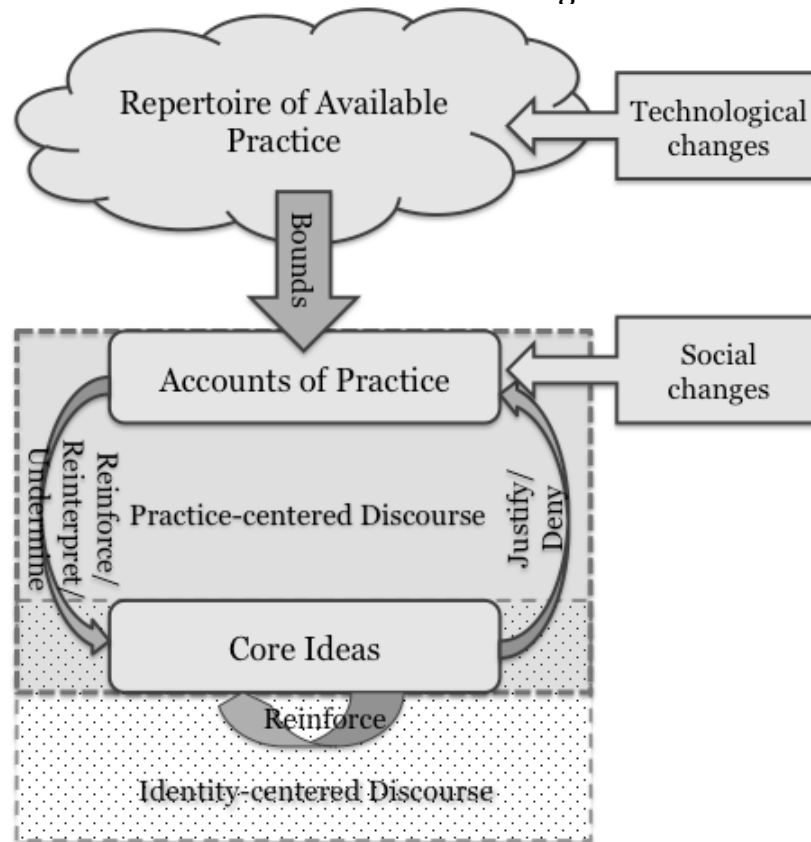 Repertoire of Available
Practice
Technological
changes
Bounds
Accounts of Practice
Social
changes
Reinforce/
Reinterpret/
Undermine
Practice-centered Discourse
Deny
/Justify
Core Ideas
Reinforce
Identity-centered Discourse